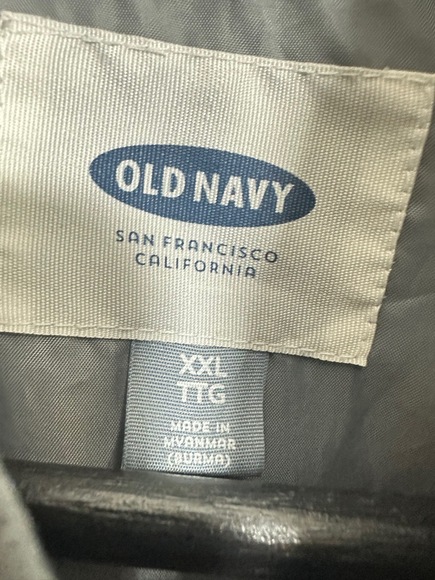 OLD NAVY
SAN FRANCISCO
CALIFORNIA
XXL
TTG
MADE IN
MYANMAR
(BURMA)